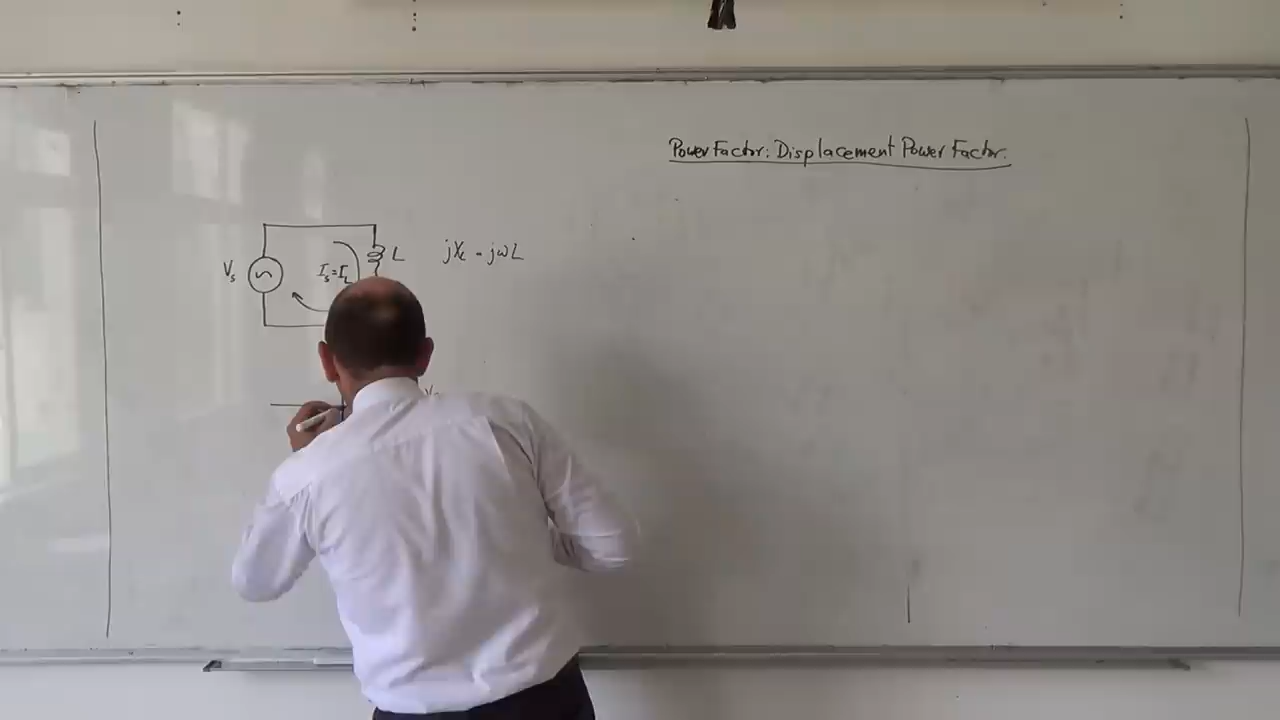 Power Factor: Displacement Power Factor.
L
jXL = jωL
Vs
Is = IL